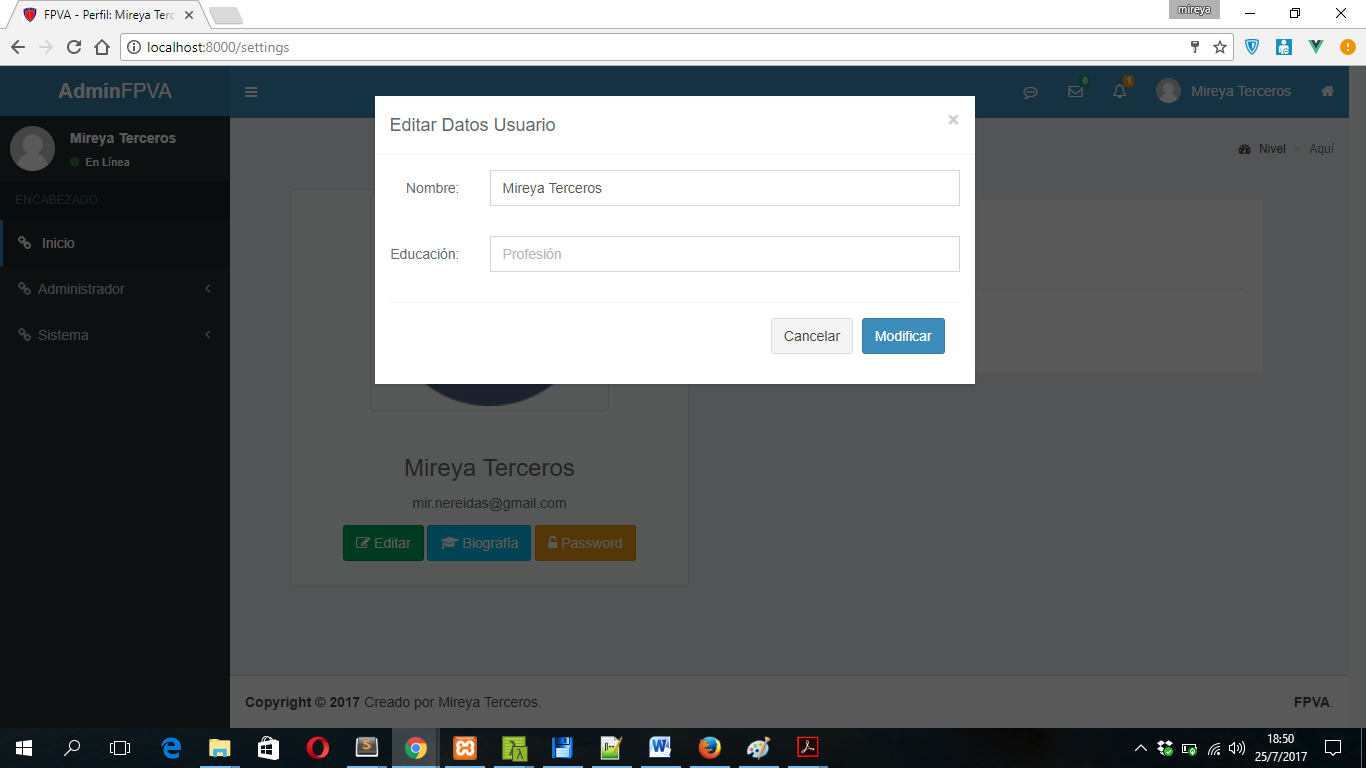 FPVA - Perfil: Mireya Terc
mireya
localhost:8000/settings
AdminFPVA
0
1
Mireya Terceros
Mireya Terceros
En Línea
Nivel > Aquí
ENCABEZADO
Inicio
Administrador
Sistema
Editar Datos Usuario
×
Nombre:
Mireya Terceros
Educación:
Profesión
Cancelar
Modificar
Mireya Terceros
mir.nereidas@gmail.com
Editar
Biografía
Password
Copyright © 2017 Creado por Mireya Terceros.
FPVA.
18:50
25/7/2017